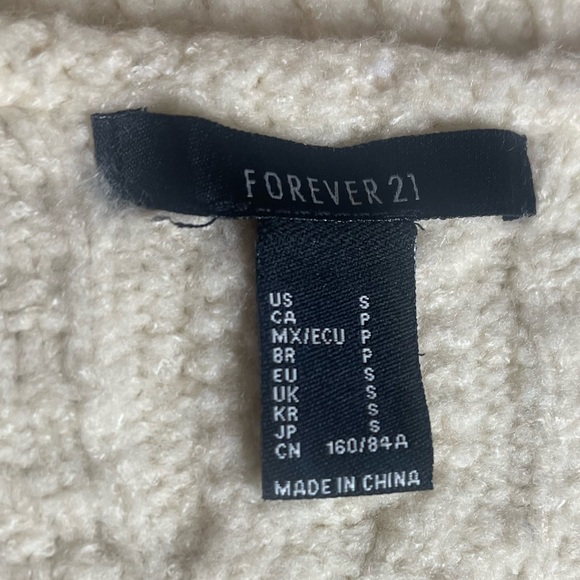 FOREVER 21
US S
CA P
MX/ECU P
BR P
EU S
UK S
KR S
JP S
CN 160/84A
MADE IN CHINA